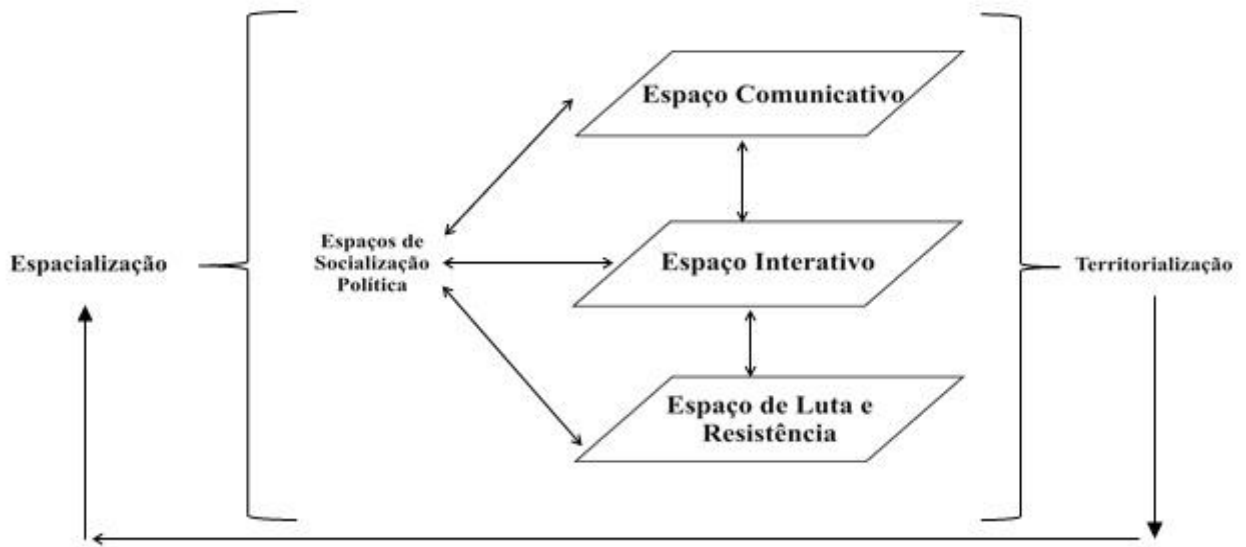 Espaço Comunicativo
Espaços de
Socialização
Política
Espacialização
Espaço Interativo
Territorialização
Espaço de Luta e
Resistência